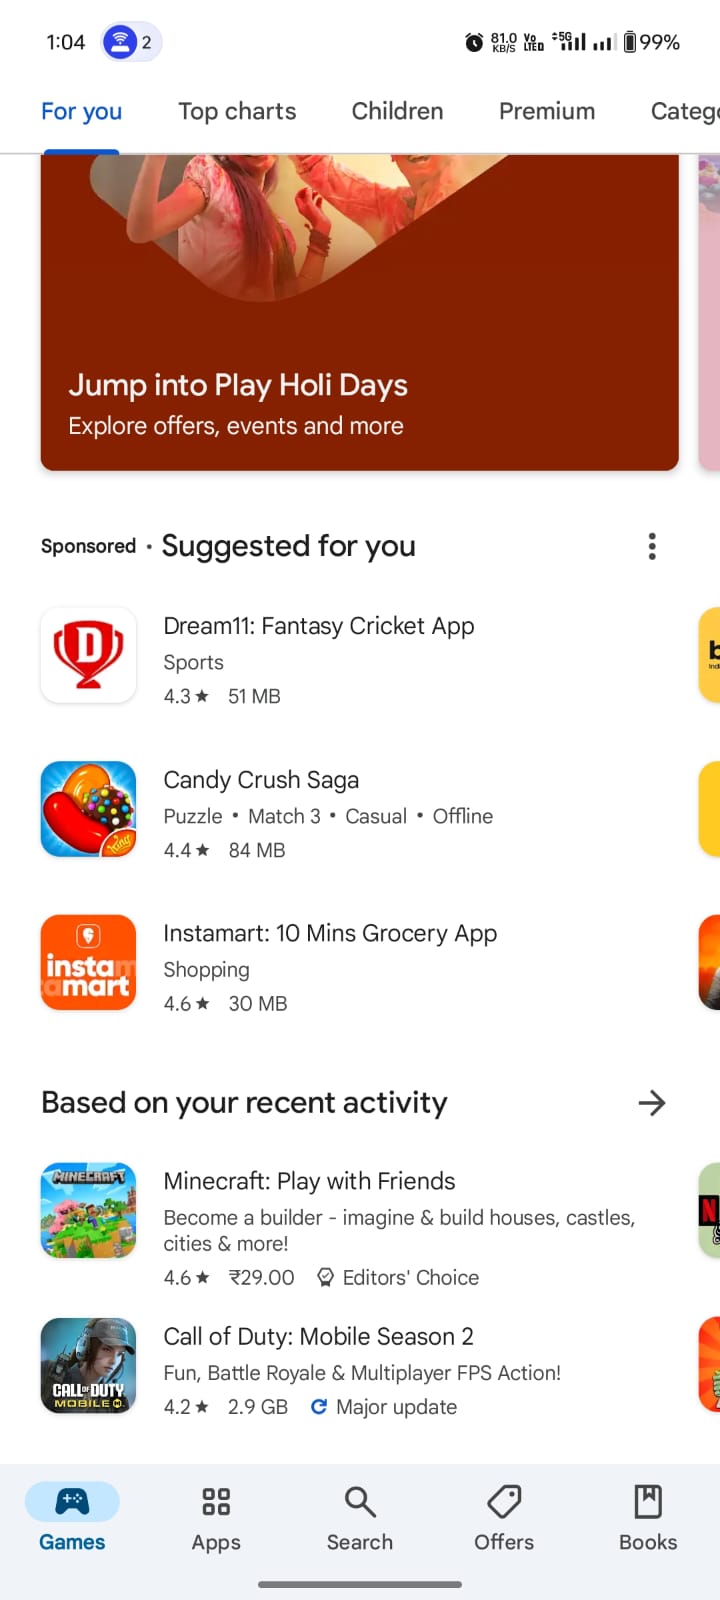 1:04
2
81.0
KB/S
Vo
LTE
5G
99%
For you
Top charts
Children
Premium
Catego
Jump into Play Holi Days
Explore offers, events and more
Sponsored • Suggested for you
D
Dream11: Fantasy Cricket App
Sports
4.3★ 51 MB
b
Ind
king
Candy Crush Saga
Puzzle • Match 3 • Casual • Offline
4.4★ 84 MB
insta
mart
Instamart: 10 Mins Grocery App
Shopping
4.6★ 30 MB
Based on your recent activity
MINECRAFT
Minecraft: Play with Friends
Become a builder - imagine & build houses, castles,
cities & more!
4.6★ ₹29.00 Editors' Choice
N
CALL OF DUTY
MOBILE
Call of Duty: Mobile Season 2
Fun, Battle Royale & Multiplayer FPS Action!
4.2★ 2.9 GB Major update
Games
Apps
Search
Offers
Books